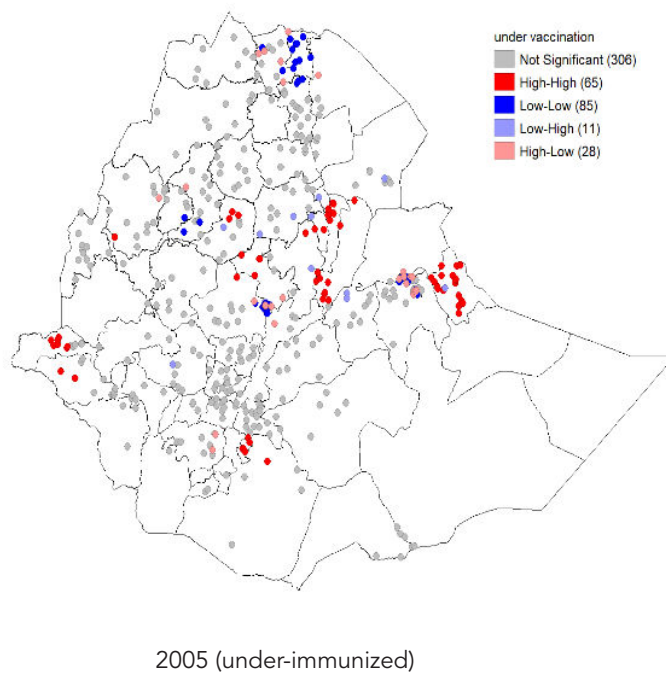 under vaccination
Not Significant (306)
High-High (65)
Low-Low (85)
Low-High (11)
High-Low (28)
2005 (under-immunized)